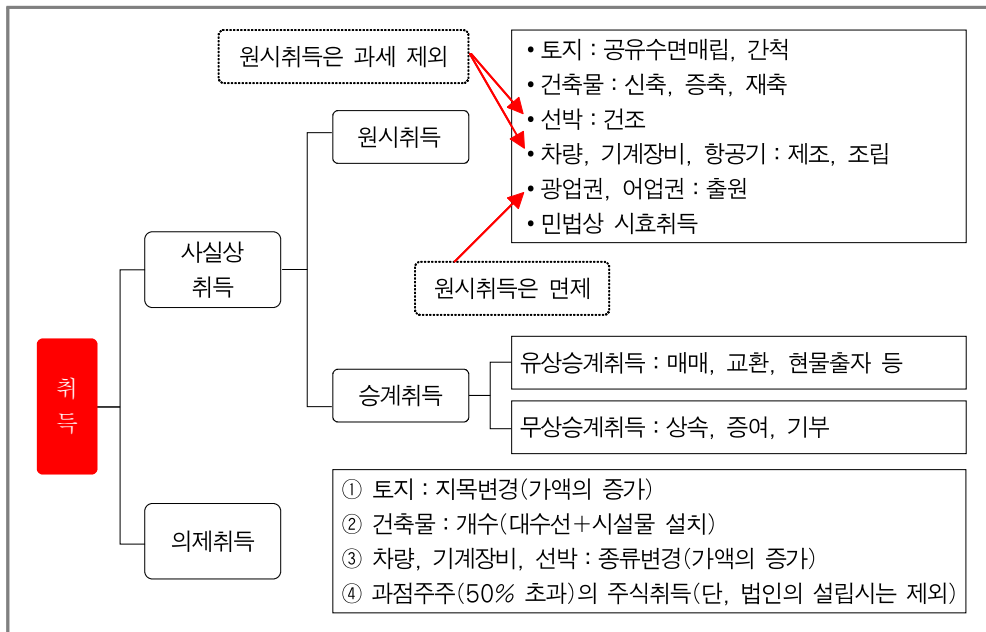 원시취득은 과세 제외
• 토지 : 공유수면매립, 간척
• 건축물 : 신축, 증축, 재축
• 선박 : 건조
• 차량, 기계장비, 항공기 : 제조, 조립
• 광업권, 어업권 : 출원
• 민법상 시효취득
원시취득
사실상
취득
원시취득은 면제
취
득
승계취득
유상승계취득 : 매매, 교환, 현물출자 등
무상승계취득 : 상속, 증여, 기부
의제취득
① 토지 : 지목변경(가액의 증가)
② 건축물 : 개수(대수선+시설물 설치)
③ 차량, 기계장비, 선박 : 종류변경(가액의 증가)
④ 과점주주(50% 초과)의 주식취득(단, 법인의 설립시는 제외)